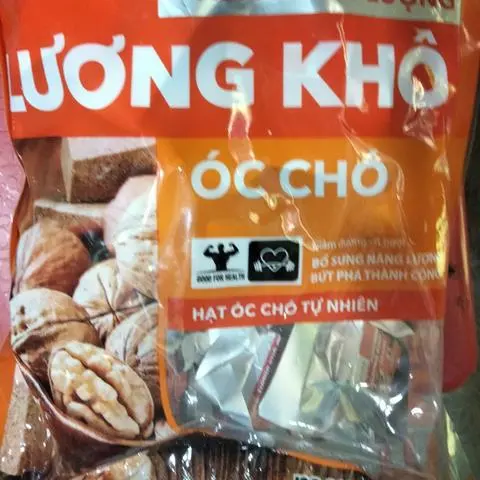 LƯỢNG
LƯƠNG KHÔ
ÓC CHÓ
GOOD FOR HEALTH
BỔ SUNG NĂNG LƯỢNG
BỨT PHÁ THÀNH CÔNG
HẠT ÓC CHÓ TỰ NHIÊN